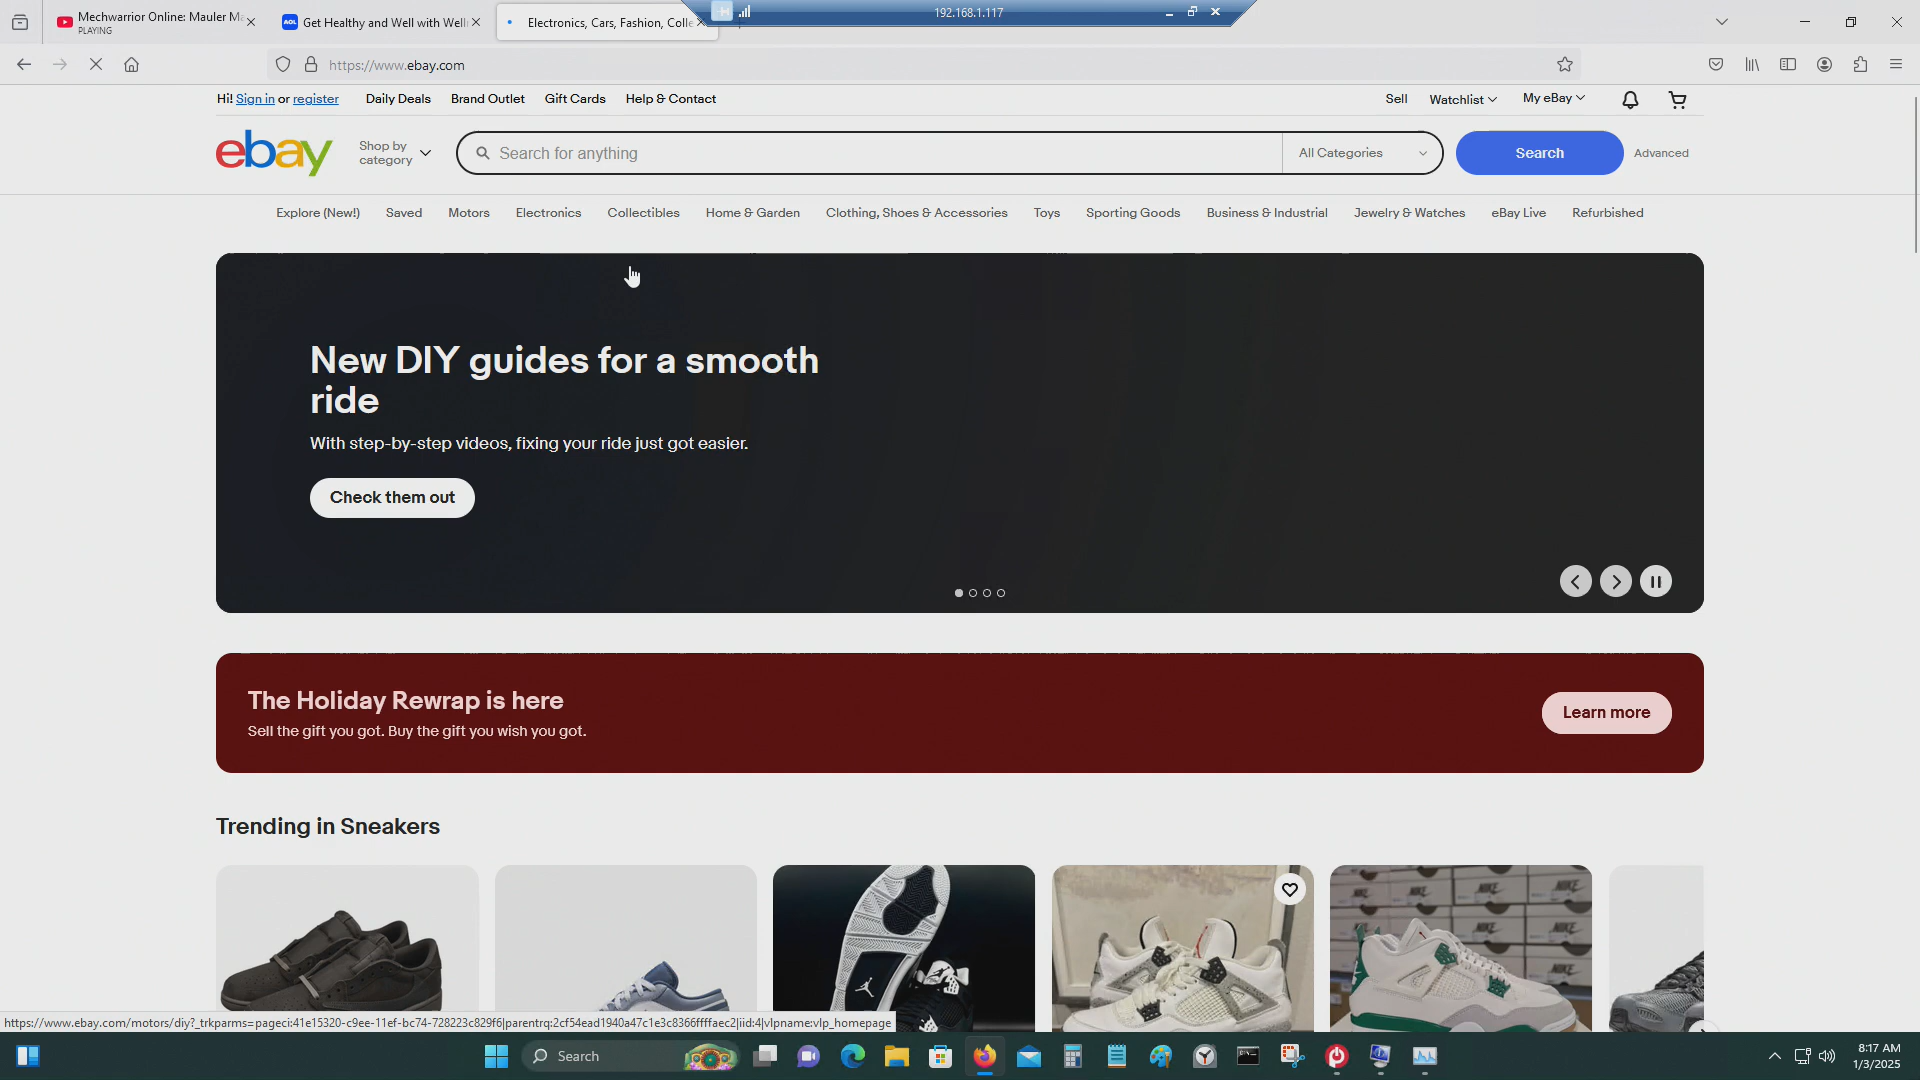 Mechwarrior Online: Mauler Ma
PLAYING
Get Healthy and Well with Well
Electronics, Cars, Fashion, Colle
192.168.1.117
https://www.ebay.com
Hi! Sign in or register
Daily Deals
Brand Outlet
Gift Cards
Help & Contact
Sell
Watchlist
My eBay
ebay
Shop by
category
Search for anything
All Categories
Search
Advanced
Explore (New!)
Saved
Motors
Electronics
Collectibles
Home & Garden
Clothing, Shoes & Accessories
Toys
Sporting Goods
Business & Industrial
Jewelry & Watches
eBay Live
Refurbished
New DIY guides for a smooth
ride
With step-by-step videos, fixing your ride just got easier.
Check them out
The Holiday Rewrap is here
Sell the gift you got. Buy the gift you wish you got.
Learn more
Trending in Sneakers
https://www.ebay.com/motors/diy?_trkparms=pageci:41e15320-c9ee-11ef-bc74-728223c829f6|parentrq:2cf54ead1940a47c1e3c8366ffffaec2|iid:4|vlpname:vlp_homepage
Search
8:17 AM
1/3/2025